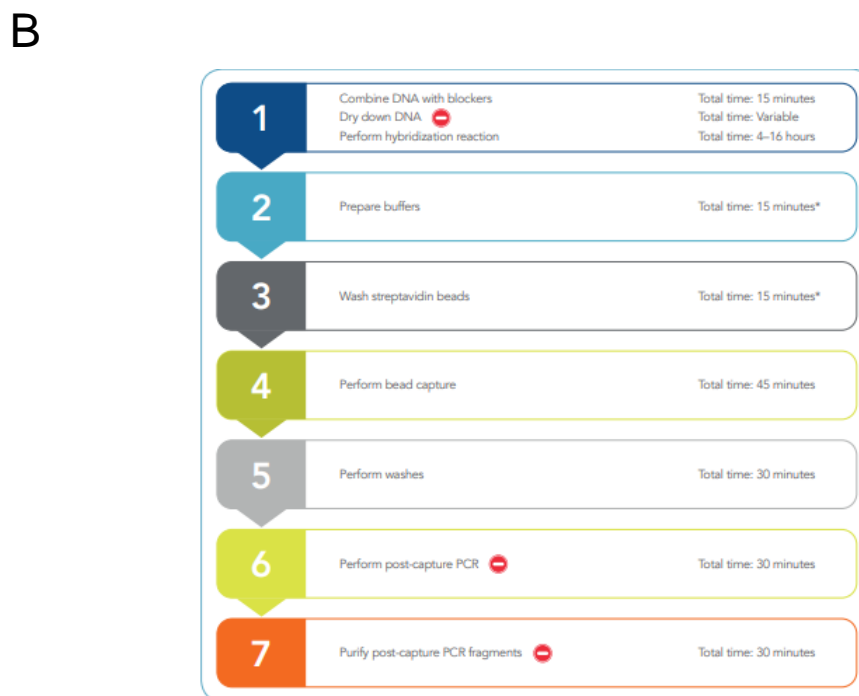 B
1
Combine DNA with blockers Total time: 15 minutes
Dry down DNA Total time: Variable
Perform hybridization reaction Total time: 4–16 hours
2
Prepare buffers Total time: 15 minutes*
3
Wash streptavidin beads Total time: 15 minutes*
4
Perform bead capture Total time: 45 minutes
5
Perform washes Total time: 30 minutes
6
Perform post-capture PCR Total time: 30 minutes
7
Purify post-capture PCR fragments Total time: 30 minutes